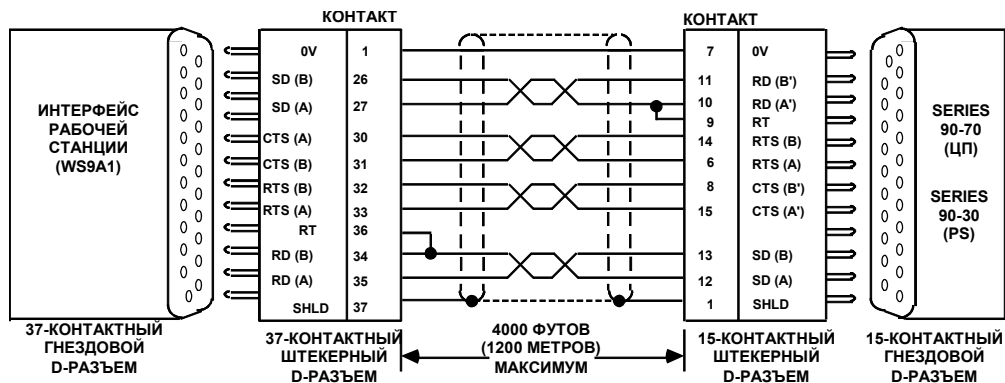 КОНТАКТ КОНТАКТ
ИНТЕРФЕЙС
РАБОЧЕЙ
СТАНЦИИ
(WS9A1)
0V 1
SD (B) 26
SD (A) 27
CTS (A) 30
CTS (B) 31
RTS (B) 32
RTS (A) 33
RT 36
RD (B) 34
RD (A) 35
SHLD 37
7 0V
11 RD (B')
10 RD (A')
9 RT
14 RTS (B)
6 RTS (A)
8 CTS (B')
15 CTS (A')
13 SD (B)
12 SD (A)
1 SHLD
SERIES
90-70
(ЦП)
SERIES
90-30
(PS)
37-КОНТАКТНЫЙ
ГНЕЗДОВОЙ
D-РАЗЪЕМ
37-КОНТАКТНЫЙ
ШТЕКЕРНЫЙ
D-РАЗЪЕМ
4000 ФУТОВ
(1200 МЕТРОВ)
МАКСИМУМ
15-КОНТАКТНЫЙ
ШТЕКЕРНЫЙ
D-РАЗЪЕМ
15-КОНТАКТНЫЙ
ГНЕЗДОВОЙ
D-РАЗЪЕМ